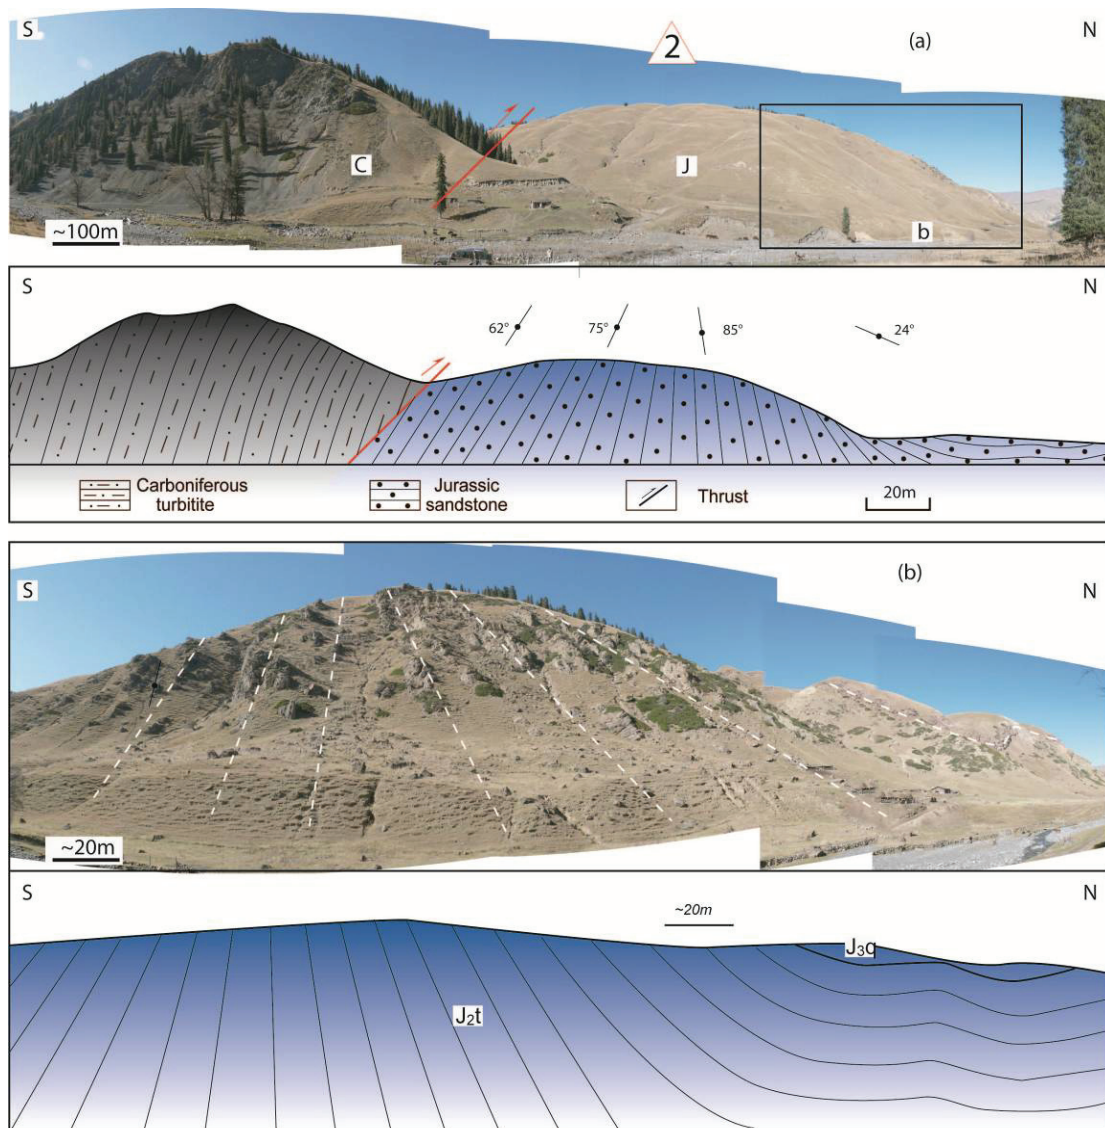 S
2
(a)
N
C
J
~100m
b
S
N
62°
75°
85°
24°
Carboniferous
turbitite
Jurassic
sandstone
Thrust
20m
S
(b)
N
~20m
S
N
~20m
J₃q
J₂t